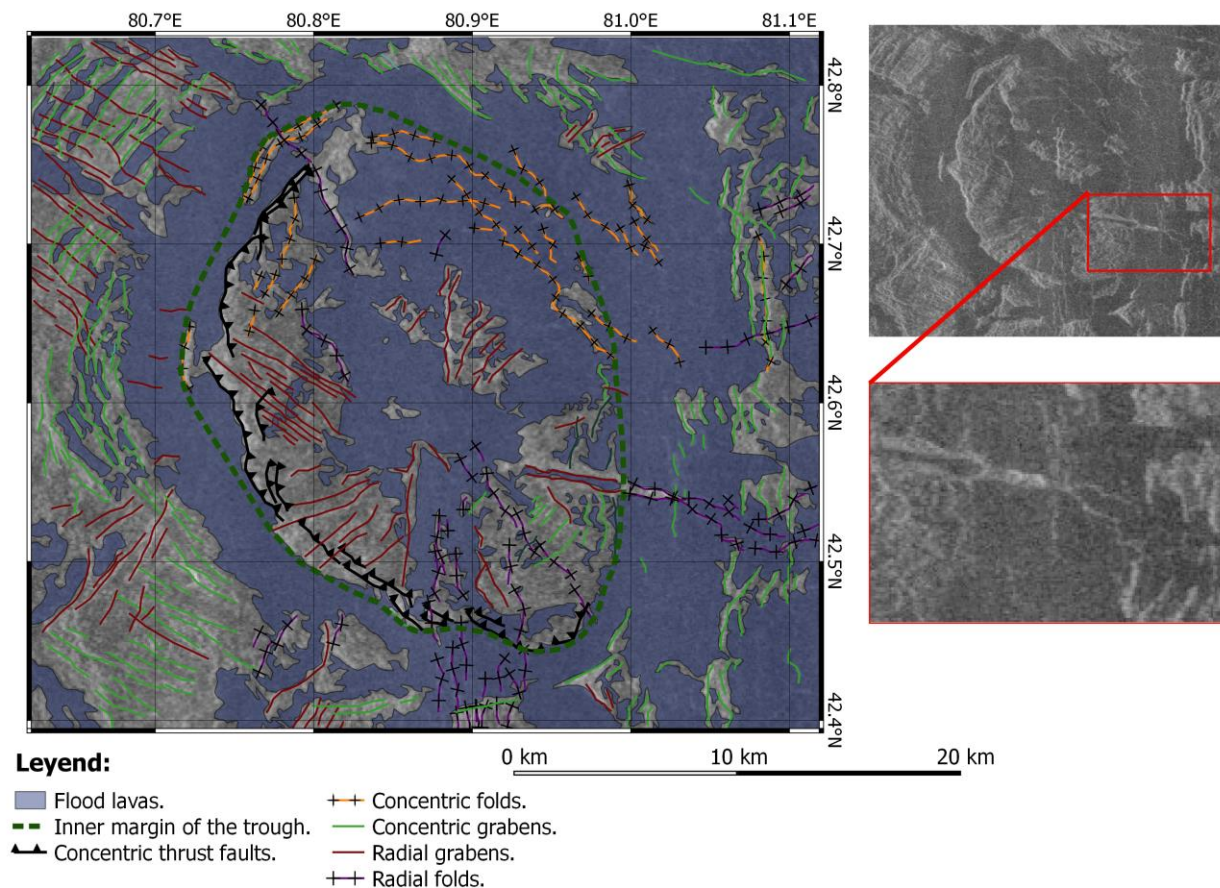 80.7°E 80.8°E 80.9°E 81.0°E 81.1°E
42.8°N
42.7°N
42.6°N
42.5°N
42.4°N
Leyend:
0 km 10 km 20 km
Flood lavas.
Inner margin of the trough.
Concentric thrust faults.
Concentric folds.
Concentric grabens.
Radial grabens.
Radial folds.